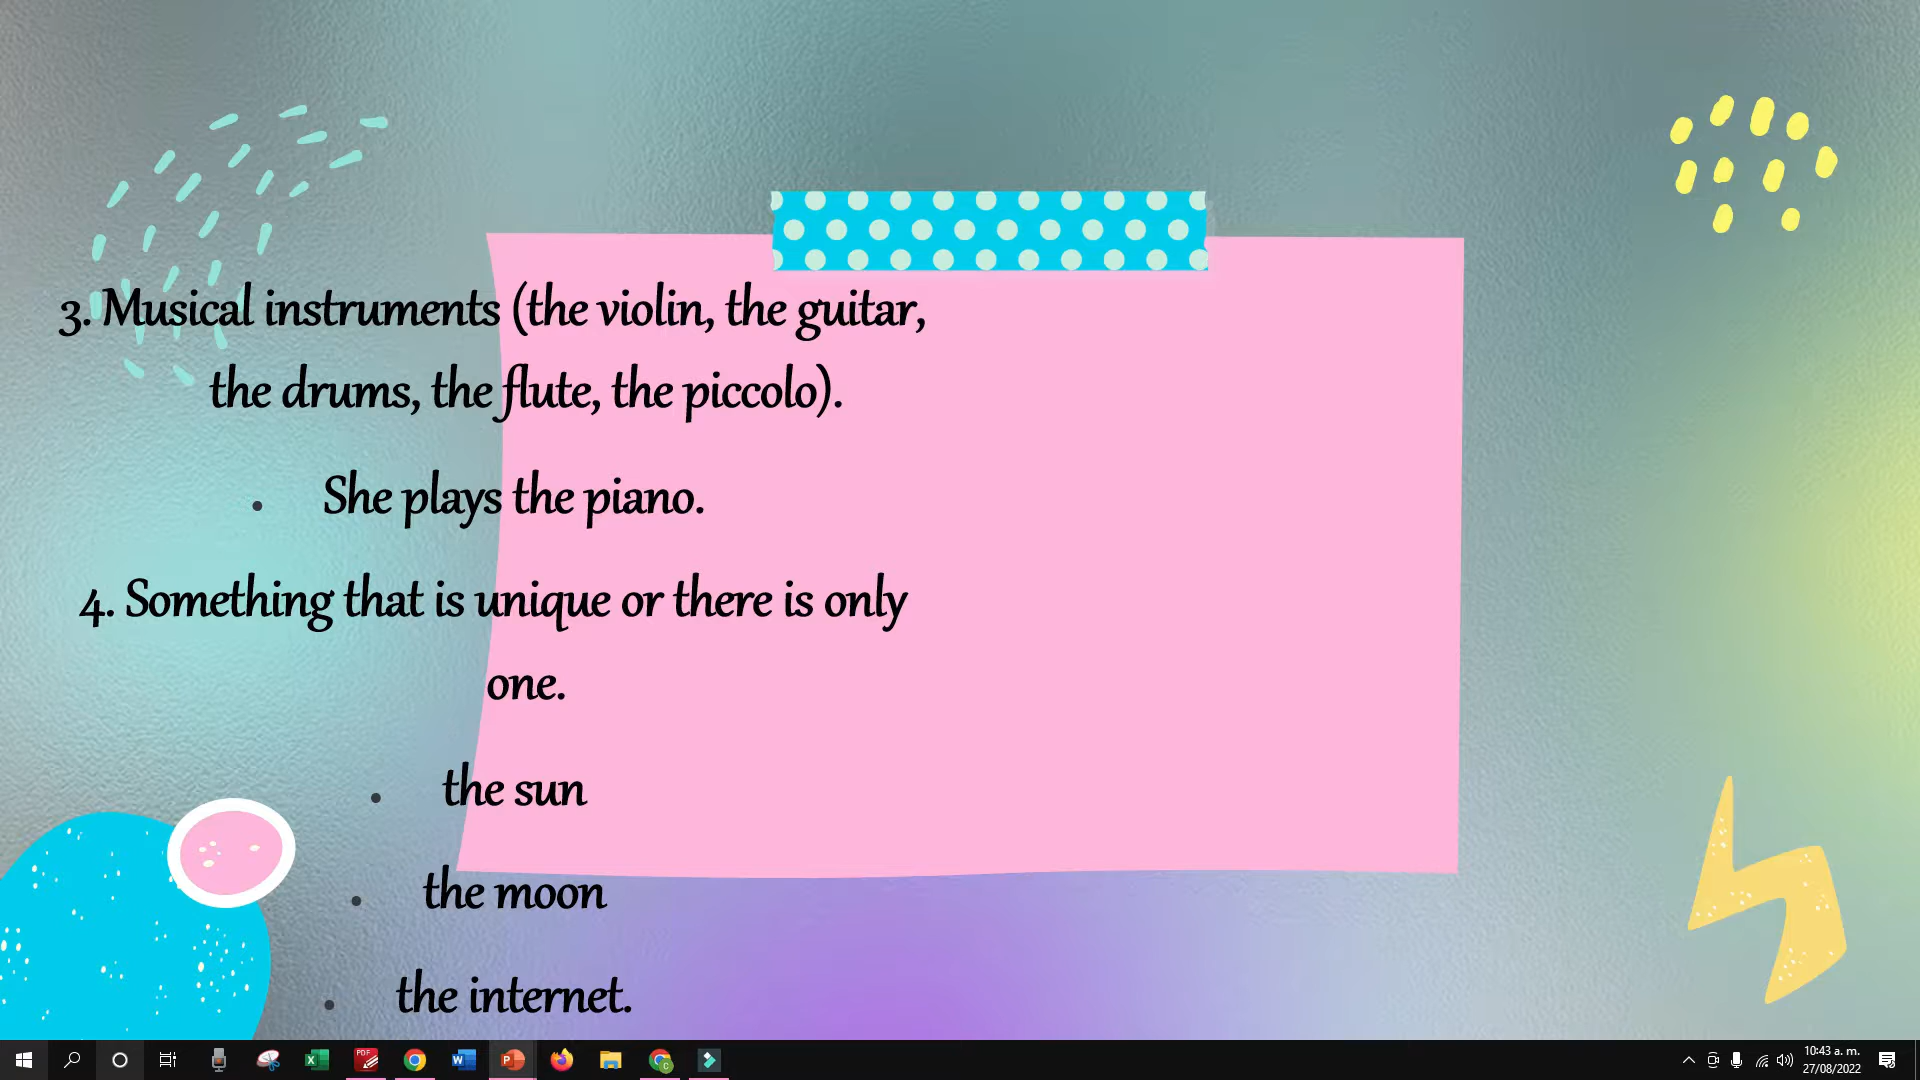 3. Musical instruments (the violin, the guitar,
the drums, the flute, the piccolo).
• She plays the piano.
4. Something that is unique or there is only
one.
• the sun
• the moon
• the internet.
PDF
10:43 a. m.
27/08/2022